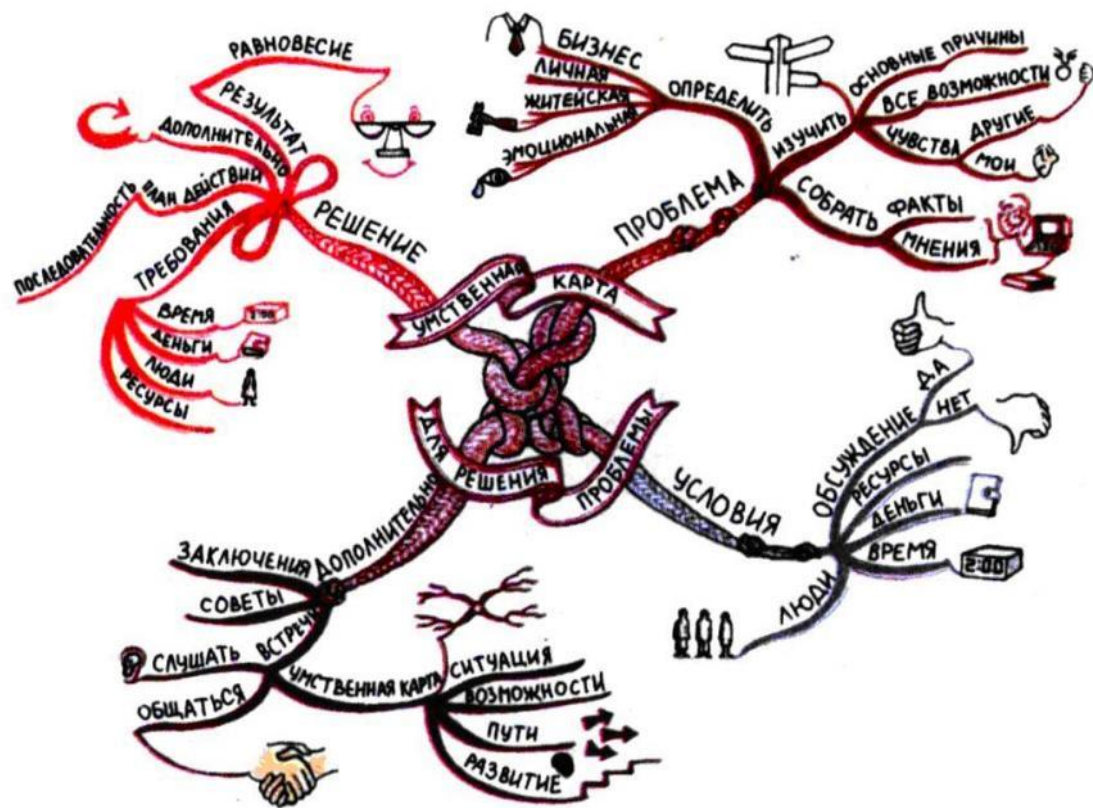 УМСТВЕННАЯ КАРТА
ДЛЯ РЕШЕНИЯ ПРОБЛЕМЫ
ПРОБЛЕМА
ОПРЕДЕЛИТЬ
БИЗНЕС
ЛИЧНАЯ
ЖИТЕЙСКАЯ
ЭМОЦИОНАЛЬНАЯ
ИЗУЧИТЬ
ОСНОВНЫЕ ПРИЧИНЫ
ВСЕ ВОЗМОЖНОСТИ
ЧУВСТВА
ДРУГИЕ
МОИ
СОБРАТЬ
ФАКТЫ
МНЕНИЯ
УСЛОВИЯ
ОБСУЖДЕНИЕ
ДА
НЕТ
РЕСУРСЫ
ДЕНЬГИ
ВРЕМЯ
2:00
ЛЮДИ
ДОПОЛНИТЕЛЬНО
ЗАКЛЮЧЕНИЯ
СОВЕТЫ
ВСТРЕЧИ
СЛУШАТЬ
ОБЩАТЬСЯ
УМСТВЕННАЯ КАРТА
СИТУАЦИЯ
ВОЗМОЖНОСТИ
ПУТИ
РАЗВИТИЕ
РЕШЕНИЕ
РАВНОВЕСИЕ
РЕЗУЛЬТАТ
ДОПОЛНИТЕЛЬНО
ПЛАН ДЕЙСТВИЙ
ПОСЛЕДОВАТЕЛЬНОСТЬ
ТРЕБОВАНИЯ
ВРЕМЯ
ДЕНЬГИ
ЛЮДИ
РЕСУРСЫ